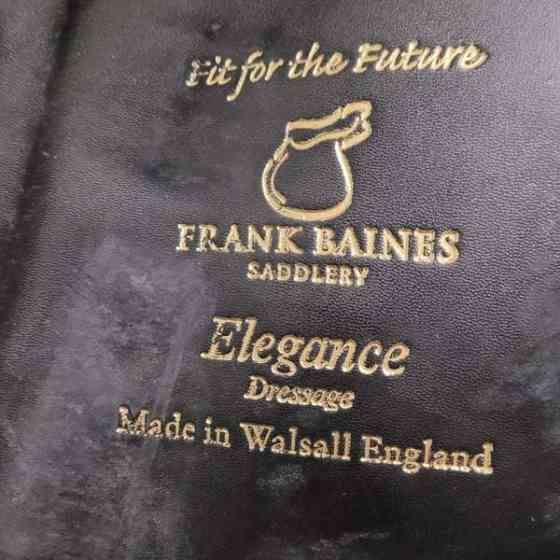 Fit for the Future
FRANK BAINES
SADDLERY
Elegance
Dressage
Made in Walsall England